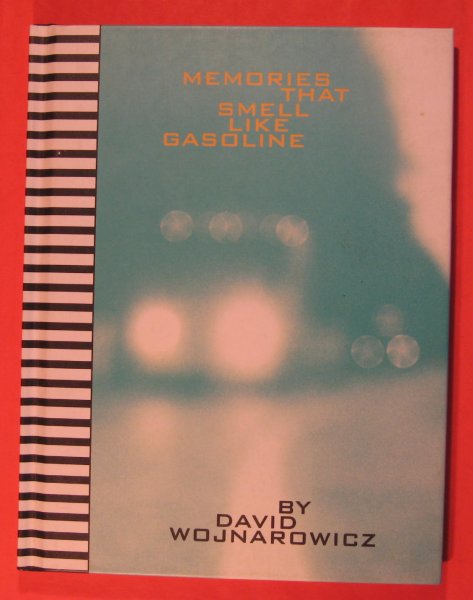 MEMORIES
THAT
SMELL
LIKE
GASOLINE
BY
DAVID
WOJNAROWICZ